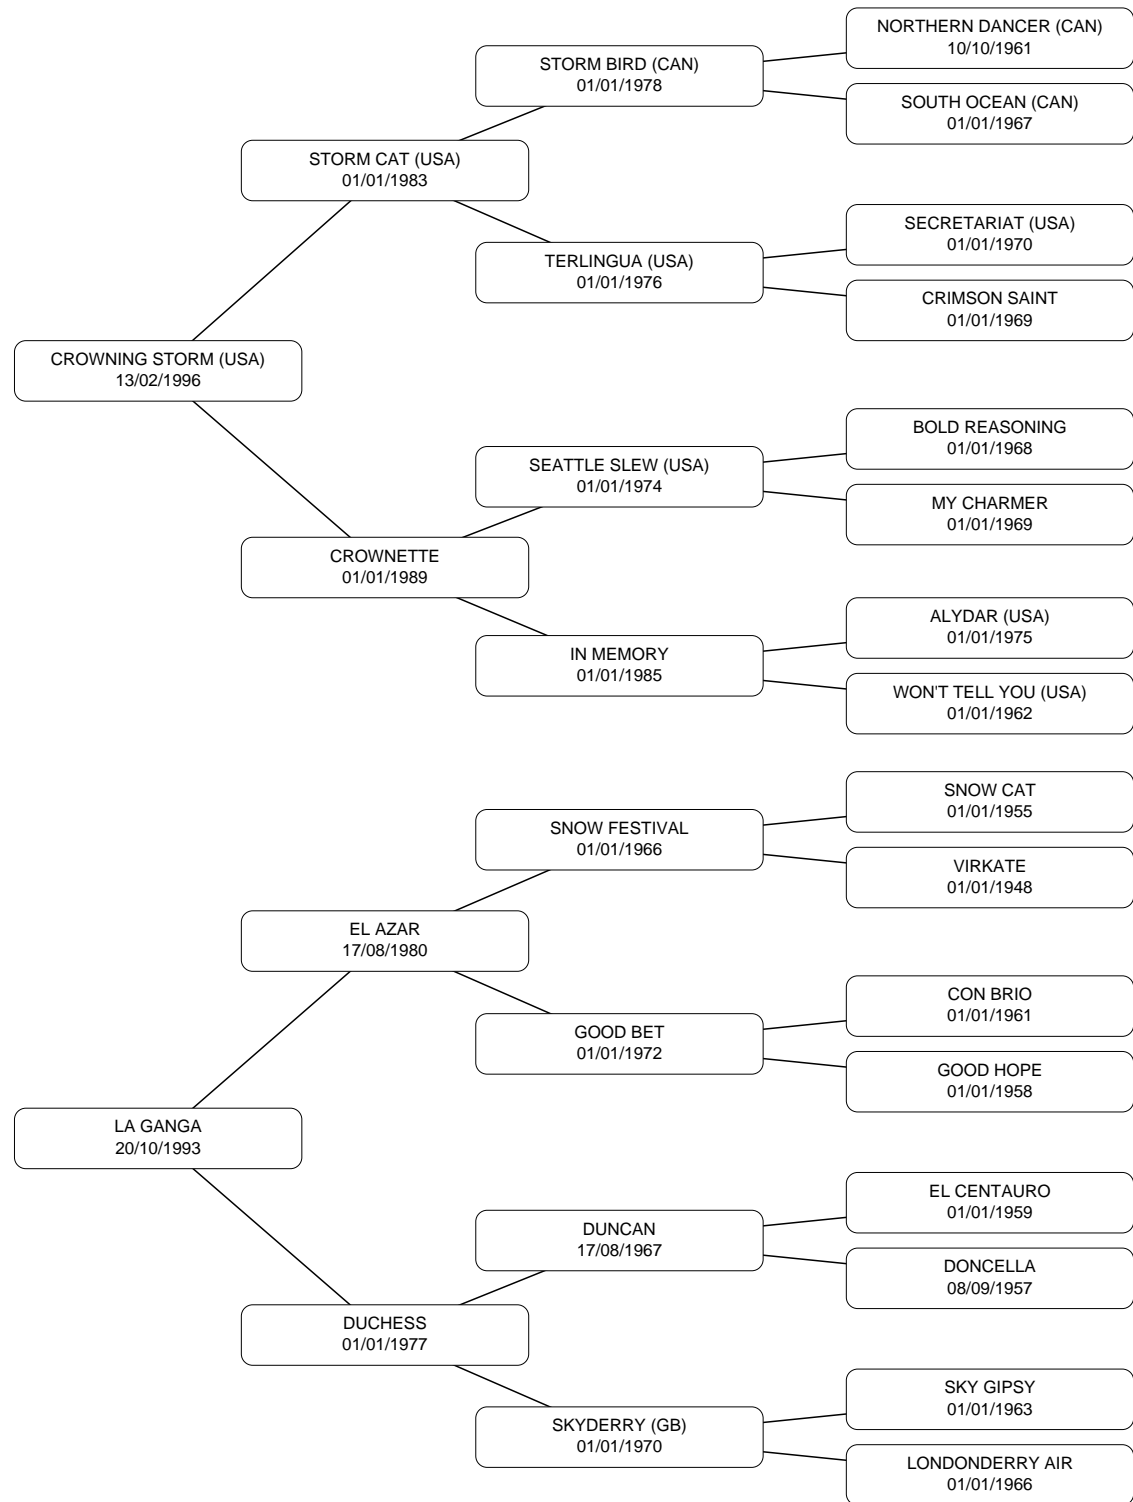 NORTHERN DANCER (CAN)
10/10/1961
STORM BIRD (CAN)
01/01/1978
SOUTH OCEAN (CAN)
01/01/1967
STORM CAT (USA)
01/01/1983
SECRETARIAT (USA)
01/01/1970
TERLINGUA (USA)
01/01/1976
CRIMSON SAINT
01/01/1969
CROWNING STORM (USA)
13/02/1996
BOLD REASONING
01/01/1968
SEATTLE SLEW (USA)
01/01/1974
MY CHARMER
01/01/1969
CROWNETTE
01/01/1989
ALYDAR (USA)
01/01/1975
IN MEMORY
01/01/1985
WON'T TELL YOU (USA)
01/01/1962
SNOW CAT
01/01/1955
SNOW FESTIVAL
01/01/1966
VIRKATE
01/01/1948
EL AZAR
17/08/1980
CON BRIO
01/01/1961
GOOD BET
01/01/1972
GOOD HOPE
01/01/1958
LA GANGA
20/10/1993
EL CENTAURO
01/01/1959
DUNCAN
17/08/1967
DONCELLA
08/09/1957
DUCHESS
01/01/1977
SKY GIPSY
01/01/1963
SKYDERRY (GB)
01/01/1970
LONDONDERRY AIR
01/01/1966